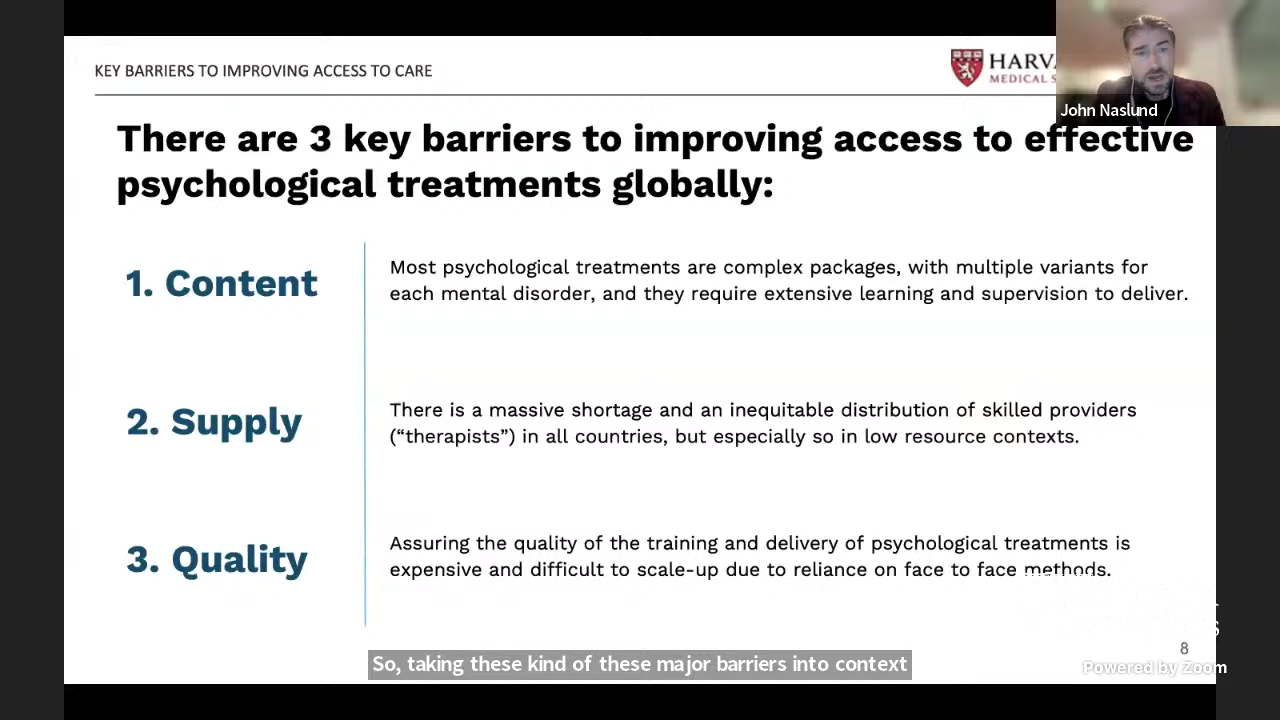 KEY BARRIERS TO IMPROVING ACCESS TO CARE
HARV
MEDICAL S
John Naslund
There are 3 key barriers to improving access to effective
psychological treatments globally:
1. Content
Most psychological treatments are complex packages, with multiple variants for
each mental disorder, and they require extensive learning and supervision to deliver.
2. Supply
There is a massive shortage and an inequitable distribution of skilled providers
(“therapists”) in all countries, but especially so in low resource contexts.
3. Quality
Assuring the quality of the training and delivery of psychological treatments is
expensive and difficult to scale-up due to reliance on face to face methods.
8
So, taking these kind of these major barriers into context
Powered by Zoom